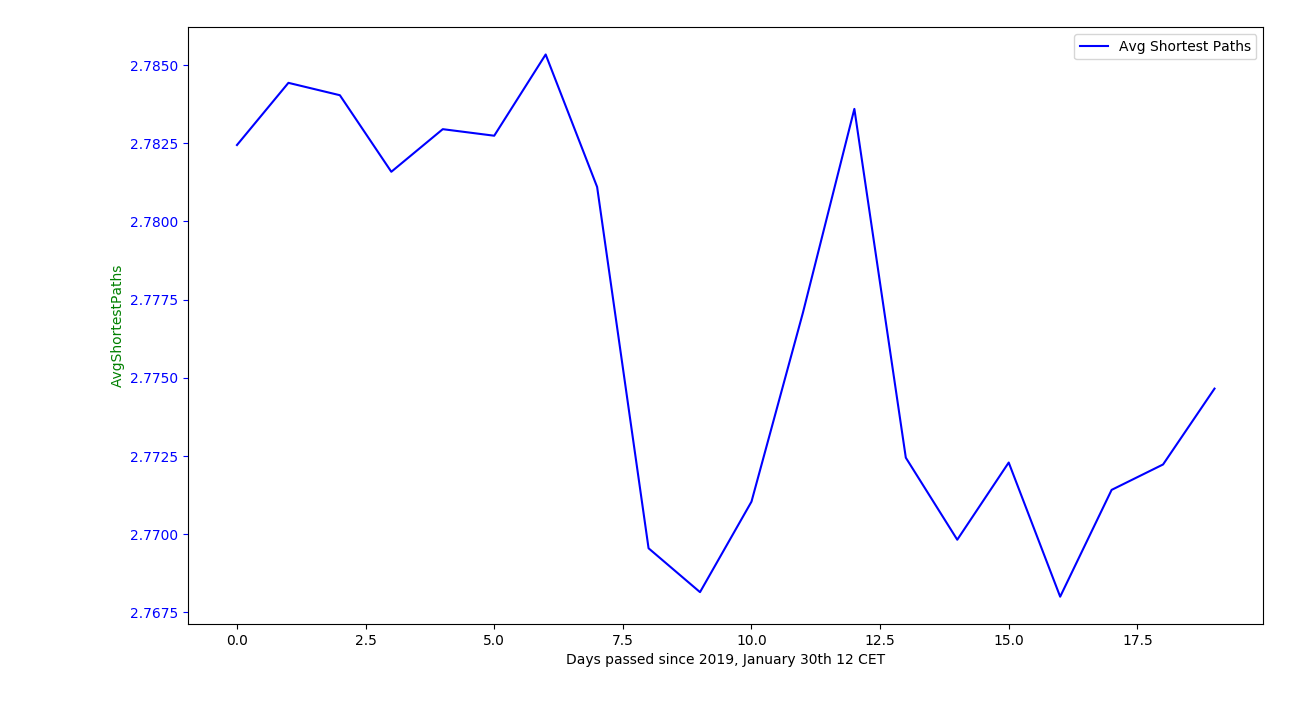 Avg Shortest Paths
AvgShortestPaths
2.7850
2.7825
2.7800
2.7775
2.7750
2.7725
2.7700
2.7675
0.0 2.5 5.0 7.5 10.0 12.5 15.0 17.5
Days passed since 2019, January 30th 12 CET